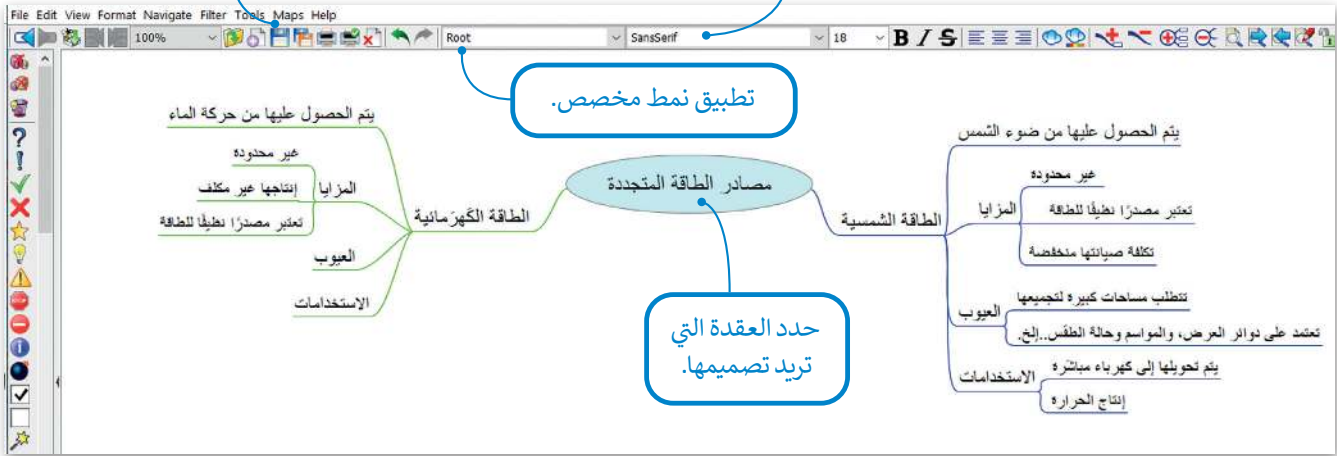 File Edit View Format Navigate Filter Tools Maps Help
100% Root SansSerif 18 B I S
تطبيق نمط مخصص.
يتم الحصول عليها من ضوء الشمس
غير محدودة
المزايا
تعتبر مصدرًا نظيفًا للطاقة
تكلفة صيانتها منخفضة
الطاقة الشمسية
تتطلب مساحات كبيرة لتجميعها
العيوب
تعتمد على دوائر العرض، والمواسم وحالة الطقس..إلخ.
يتم تحويلها إلى كهرباء مباشرة
الاستخدامات
إنتاج الحرارة
مصادر الطاقة المتجددة
يتم الحصول عليها من حركة الماء
غير محدودة
المزايا
إنتاجها غير مكلف
تعتبر مصدرًا نظيفًا للطاقة
الطاقة الكَهرَمائية
العيوب
الاستخدامات
حدد العقدة التي
تريد تصميمها.